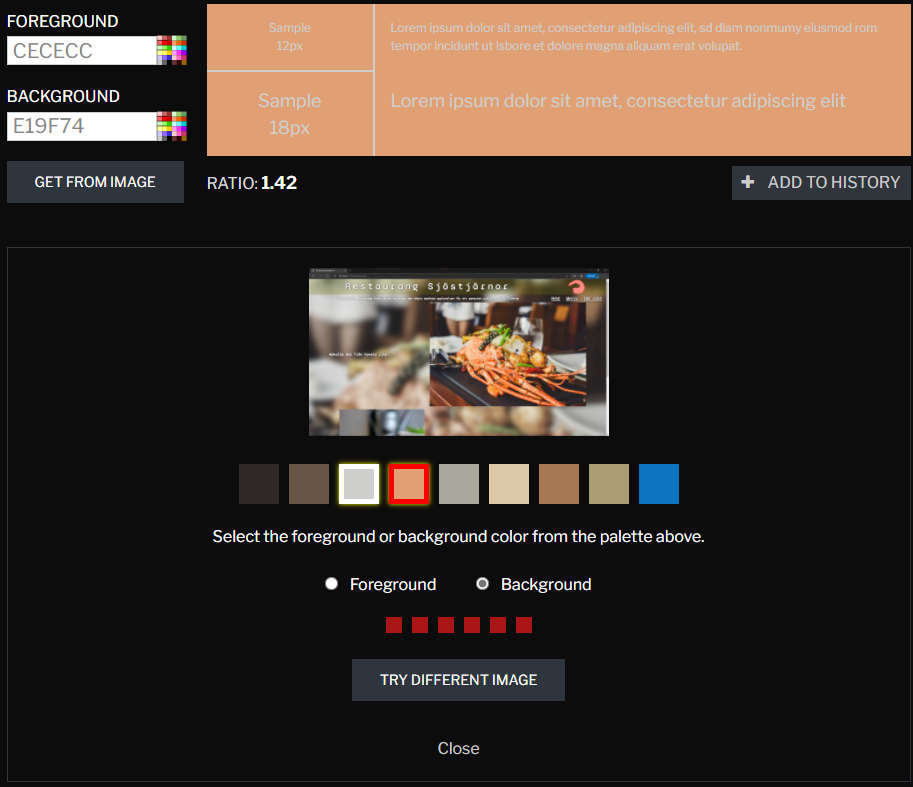 FOREGROUND
CECECC
BACKGROUND
E19F74
GET FROM IMAGE
Sample
12px
Lorem ipsum dolor sit amet, consectetur adipiscing elit, sd diam nonmumy eiusmod rom
tempor incidunt ut lsbore et dolore magna aliquam erat volupat.
Sample
18px
Lorem ipsum dolor sit amet, consectetur adipiscing elit
RATIO: 1.42
ADD TO HISTORY
Restaurang Sjöstjärnor
Select the foreground or background color from the palette above.
Foreground
Background
TRY DIFFERENT IMAGE
Close